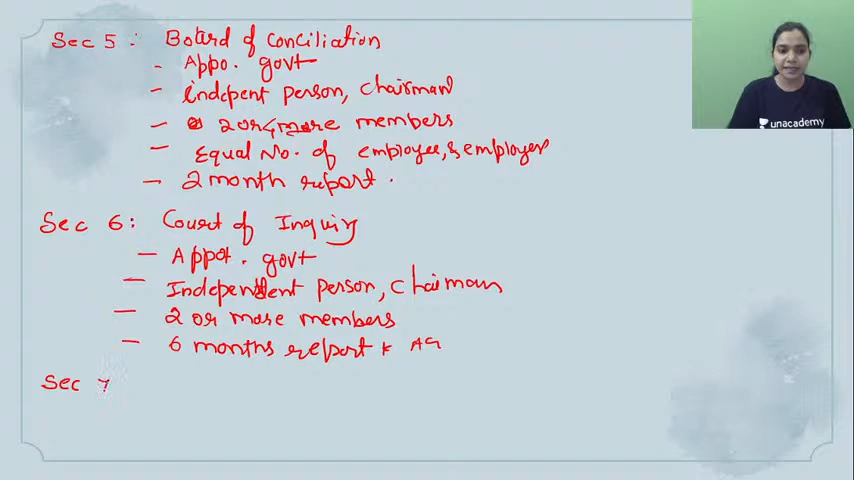 Sec 5: Board of conciliation
- Appo. govt
- indepent person, chairman
- 2 or more members
- Equal No. of employee, & employer
- 2 month report.
Sec 6: Court of Inquiry
- Appot. govt
- Independent person, chairman
- 2 or more members
- 6 months report AG
Sec 7
unacademy